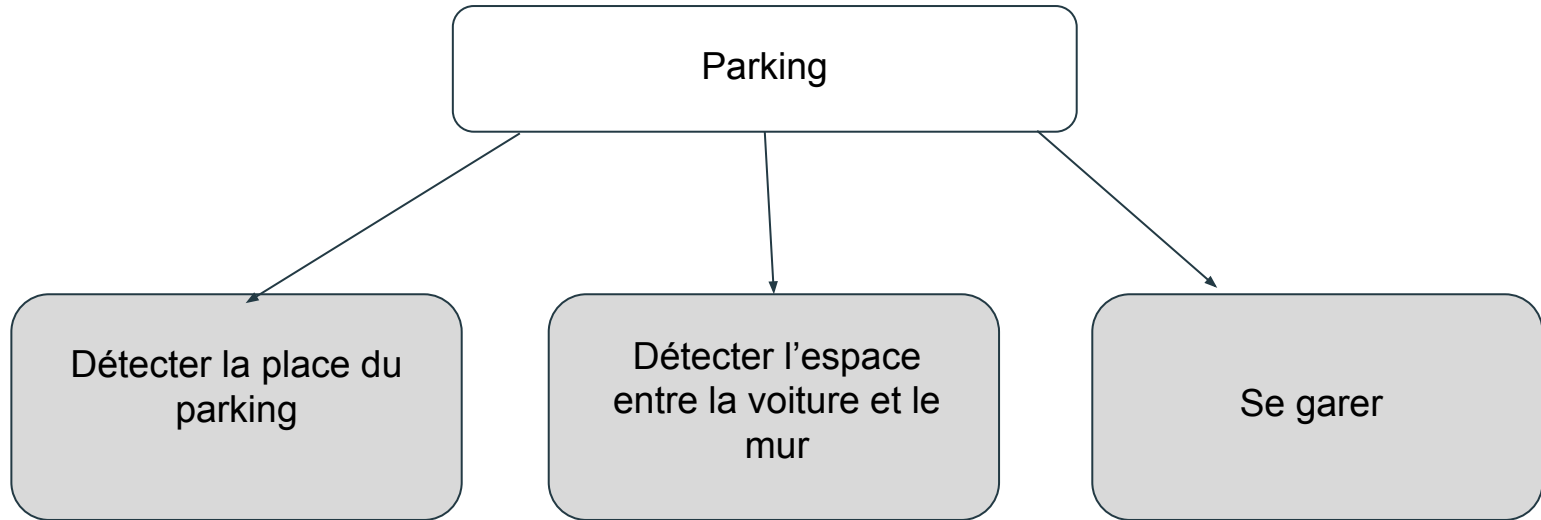 Parking
Détecter la place du
parking
Détecter l’espace
entre la voiture et le
mur
Se garer